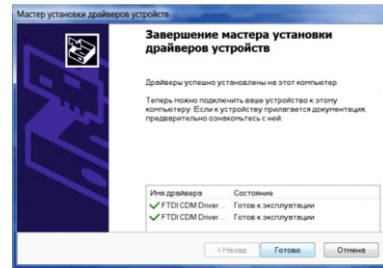 Мастер установки драйверов устройств
Завершение мастера установки
драйверов устройств
Драйверы успешно установлены на этот компьютер.
Теперь можно подключить ваше устройство к этому
компьютеру. Если к устройству прилагается документация,
предварительно ознакомьтесь с ней.
Имя драйвера Состояние
FTDI CDM Driver ... Готов к эксплуатации
FTDI CDM Driver ... Готов к эксплуатации
< Назад Готово Отмена